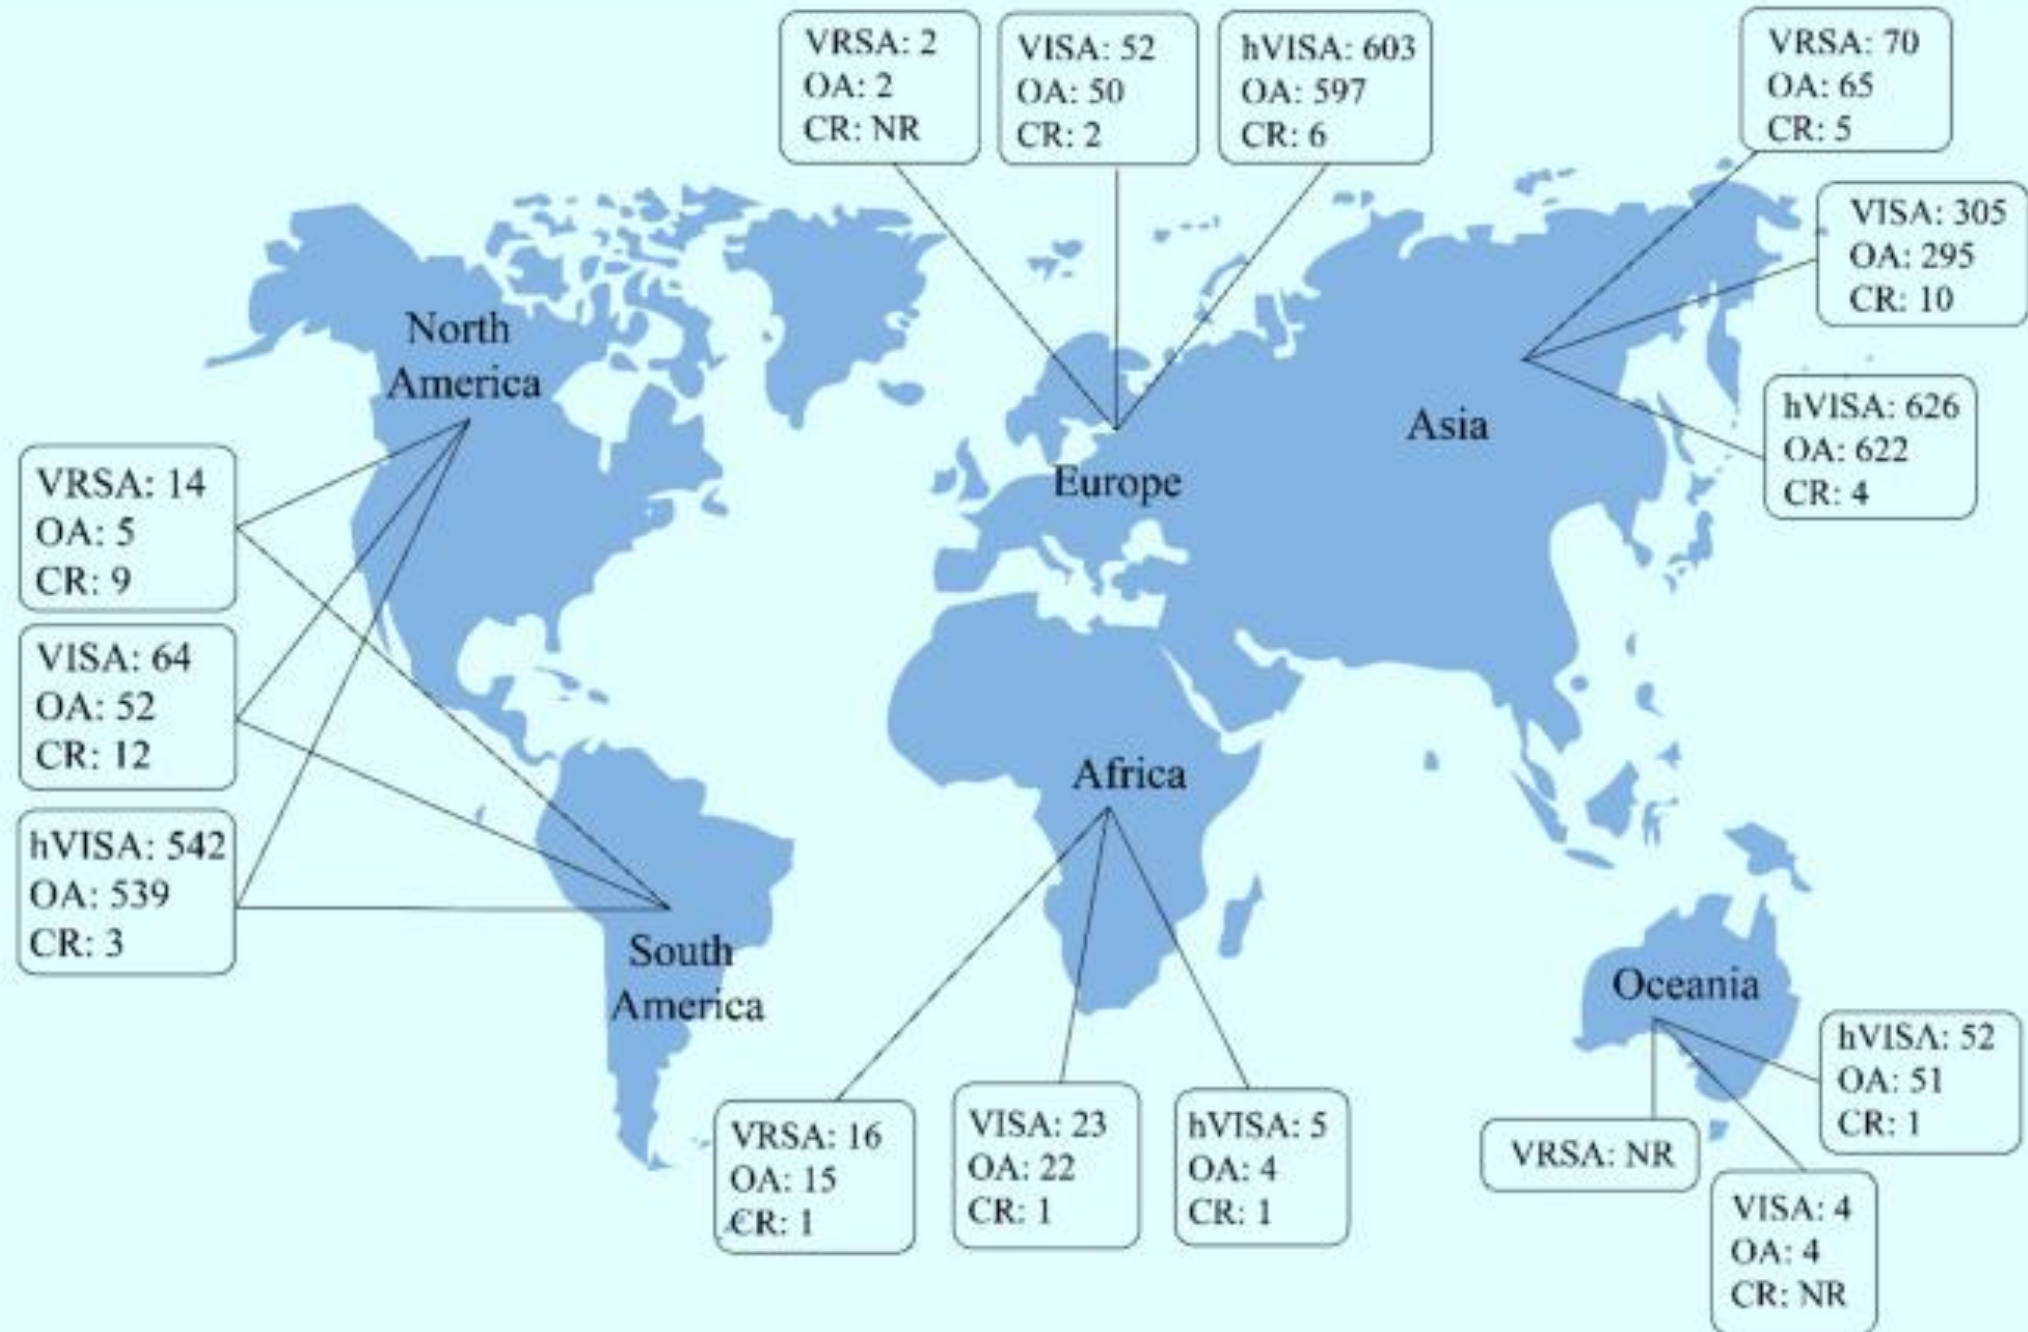 VRSA: 2
OA: 2
CR: NR
VISA: 52
OA: 50
CR: 2
hVISA: 603
OA: 597
CR: 6
VRSA: 70
OA: 65
CR: 5
VISA: 305
OA: 295
CR: 10
hVISA: 626
OA: 622
CR: 4
North
America
Asia
Europe
VRSA: 14
OA: 5
CR: 9
VISA: 64
OA: 52
CR: 12
hVISA: 542
OA: 539
CR: 3
Africa
South
America
Oceania
VRSA: 16
OA: 15
CR: 1
VISA: 23
OA: 22
CR: 1
hVISA: 5
OA: 4
CR: 1
VRSA: NR
hVISA: 52
OA: 51
CR: 1
VISA: 4
OA: 4
CR: NR